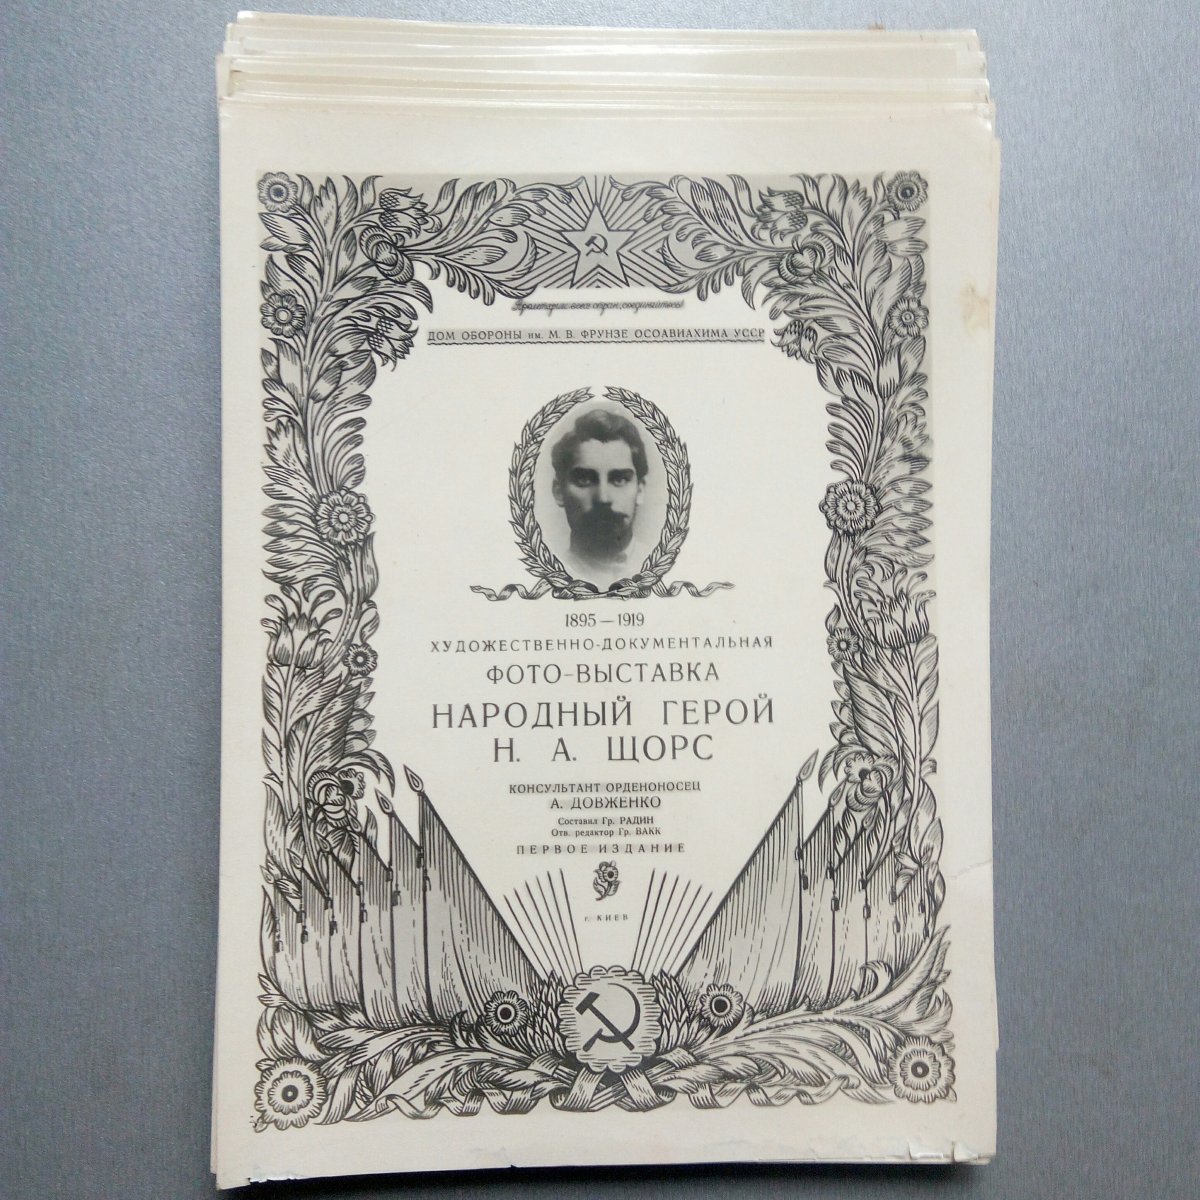 Пролетарии всех стран, соединяйтесь!
ДОМ ОБОРОНЫ им. М. В. ФРУНЗЕ ОСОАВИАХИМА УССР
1895—1919
ХУДОЖЕСТВЕННО-ДОКУМЕНТАЛЬНАЯ
ФОТО-ВЫСТАВКА
НАРОДНЫЙ ГЕРОЙ
Н. А. ЩОРС
КОНСУЛЬТАНТ ОРДЕНОНОСЕЦ
А. ДОВЖЕНКО
Составил Гр. РАДИН
Отв. редактор Гр. ВАКК
ПЕРВОЕ ИЗДАНИЕ
г. КИЕВ